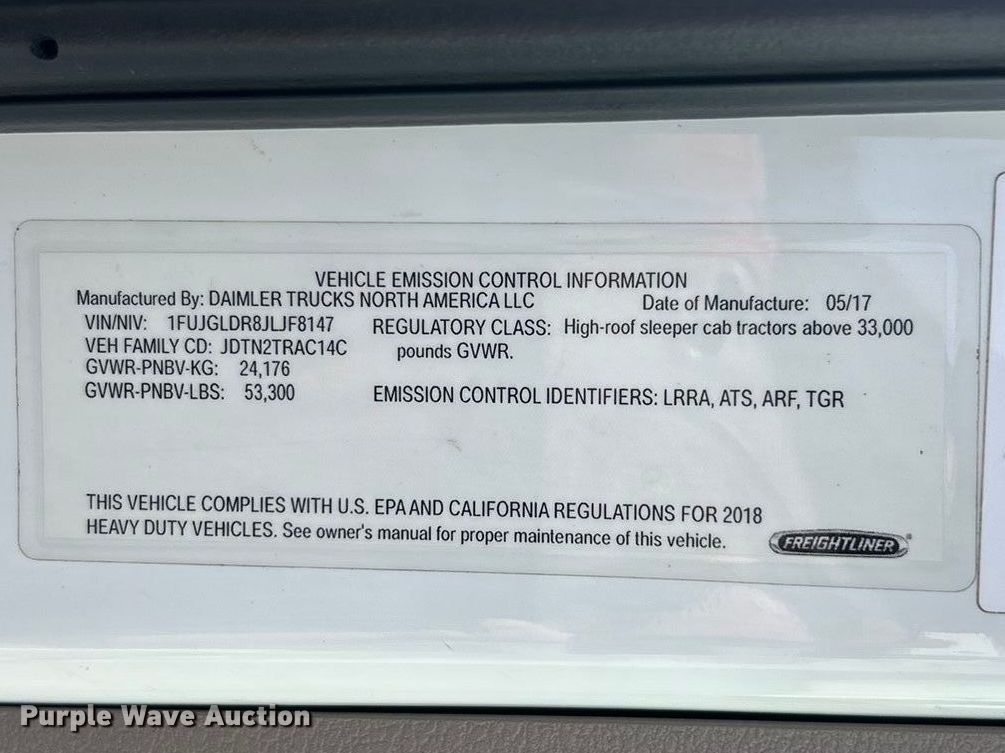 VEHICLE EMISSION CONTROL INFORMATION
Manufactured By: DAIMLER TRUCKS NORTH AMERICA LLC Date of Manufacture: 05/17
VIN/NIV: 1FUJGLDR8JLJF8147 REGULATORY CLASS: High-roof sleeper cab tractors above 33,000
VEH FAMILY CD: JDTN2TRAC14C pounds GVWR.
GVWR-PNBV-KG: 24,176
GVWR-PNBV-LBS: 53,300 EMISSION CONTROL IDENTIFIERS: LRRA, ATS, ARF, TGR
THIS VEHICLE COMPLIES WITH U.S. EPA AND CALIFORNIA REGULATIONS FOR 2018
HEAVY DUTY VEHICLES. See owner's manual for proper maintenance of this vehicle.
FREIGHTLINER
Purple Wave Auction